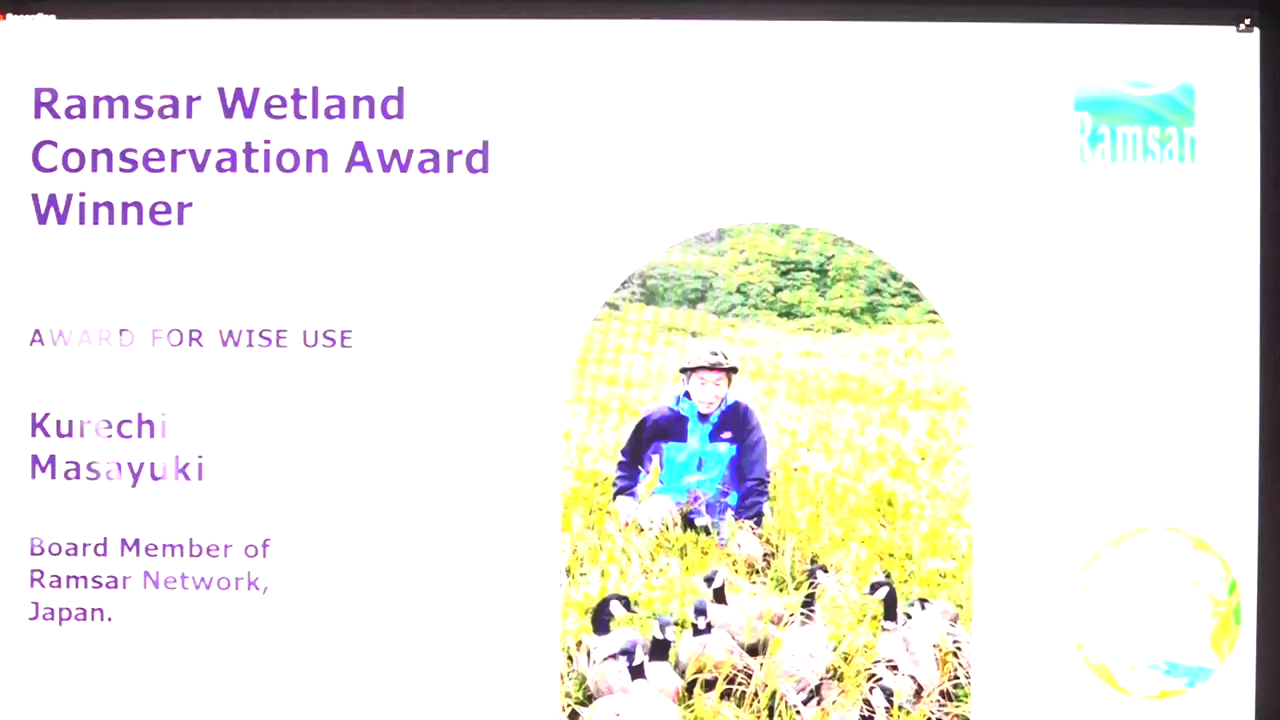 Ramsar Wetland
Conservation Award
Winner
Ramsar
AWARD FOR WISE USE
Kurechi
Masayuki
Board Member of
Ramsar Network,
Japan.